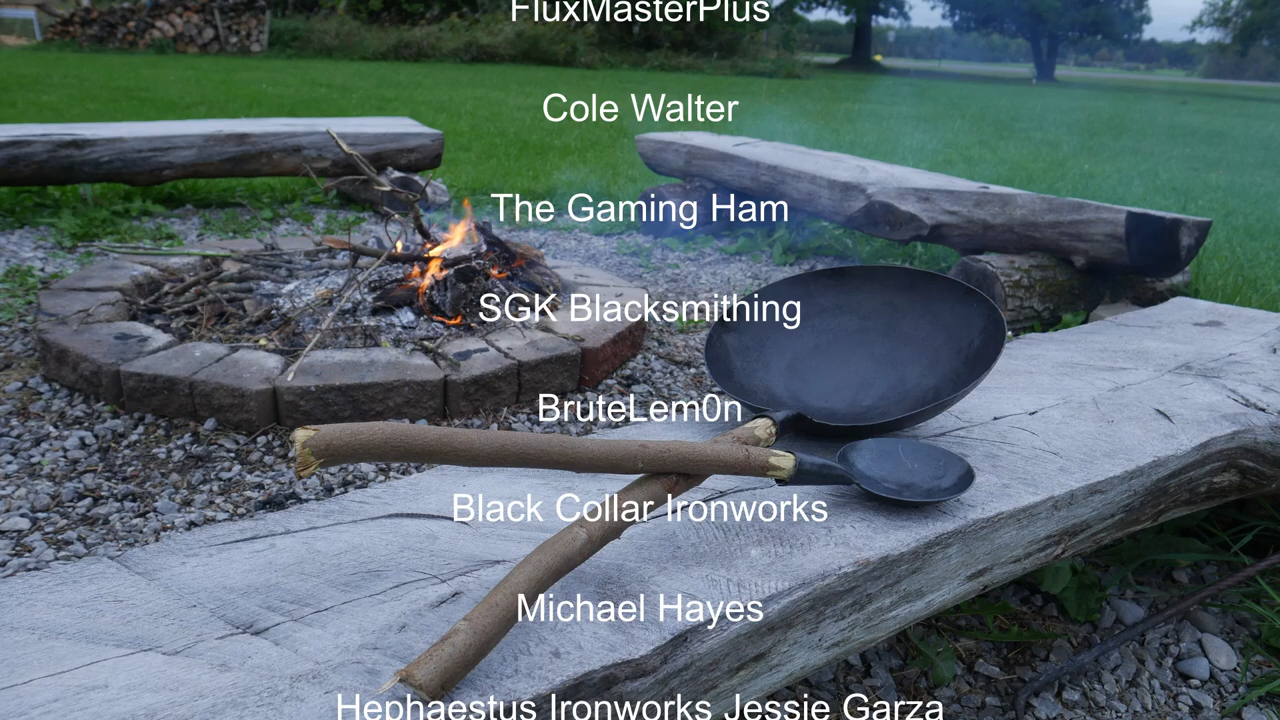 FluxMasterPlus
Cole Walter
The Gaming Ham
SGK Blacksmithing
BruteLem0n
Black Collar Ironworks
Michael Hayes
Hephaestus Ironworks Jessie Garza